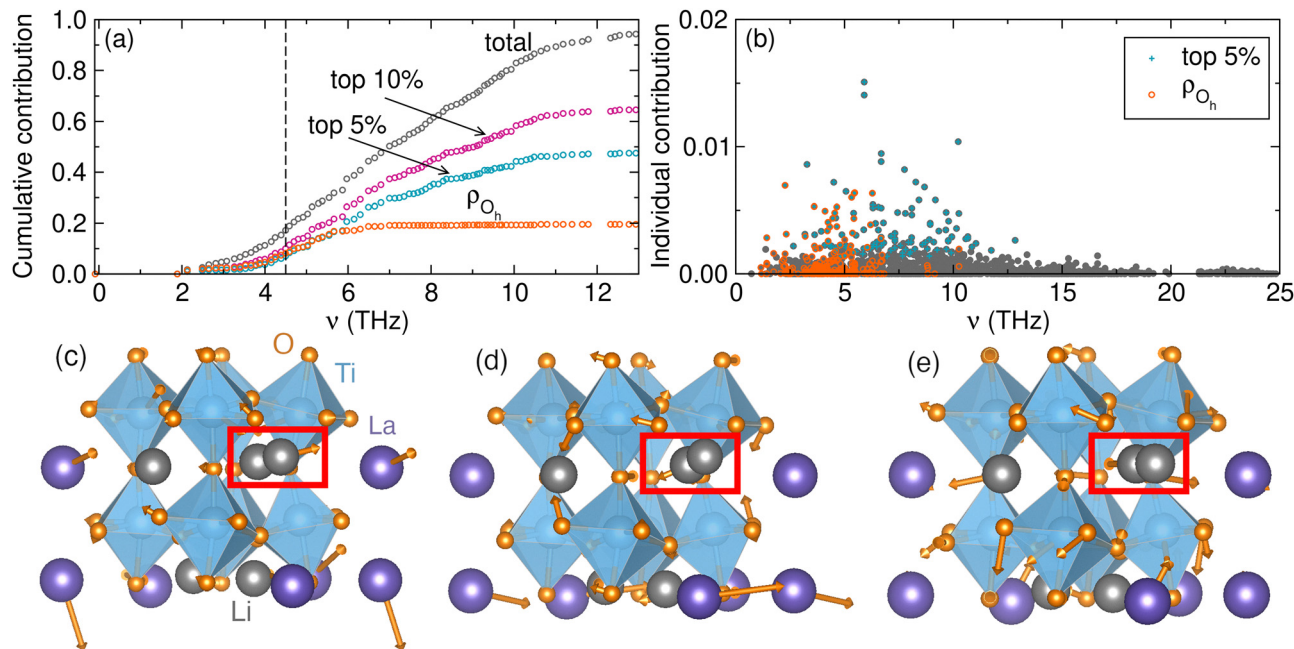 (a)
total
top 10%
top 5%
ρOh
Cumulative contribution
1.0
0.8
0.6
0.4
0.2
0.0
0 2 4 6 8 10 12
ν (THz)
(b)
top 5%
ρOh
Individual contribution
0.02
0.01
0.00
0 5 10 15 20 25
ν (THz)
(c)
O
Ti
La
Li
(d)
(e)